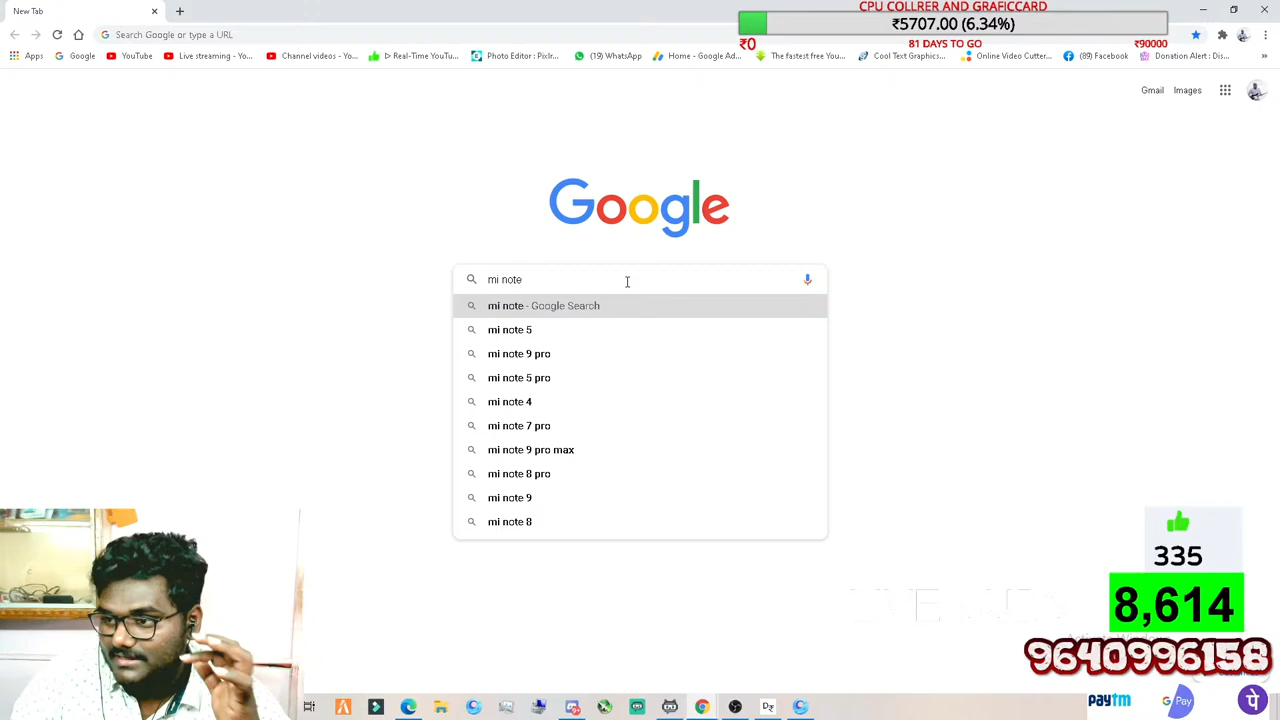 New Tab
CPU COLLRER AND GRAFICCARD
₹5707.00 (6.34%)
₹0
81 DAYS TO GO
₹90000
Search Google or type a URL
Apps
Google
YouTube
Live streaming - Yo...
Channel videos - Yo...
▷ Real-Time YouTu...
Photo Editor : Pixlr...
(19) WhatsApp
Home - Google Ad...
The fastest free You...
Cool Text Graphics...
Online Video Cutter...
(89) Facebook
Donation Alert : Dis...
Gmail
Images
Google
mi note
mi note - Google Search
mi note 5
mi note 9 pro
mi note 5 pro
mi note 4
mi note 7 pro
mi note 9 pro max
mi note 8 pro
mi note 9
mi note 8
335
8,614
9640996158
paytm
G Pay
पे